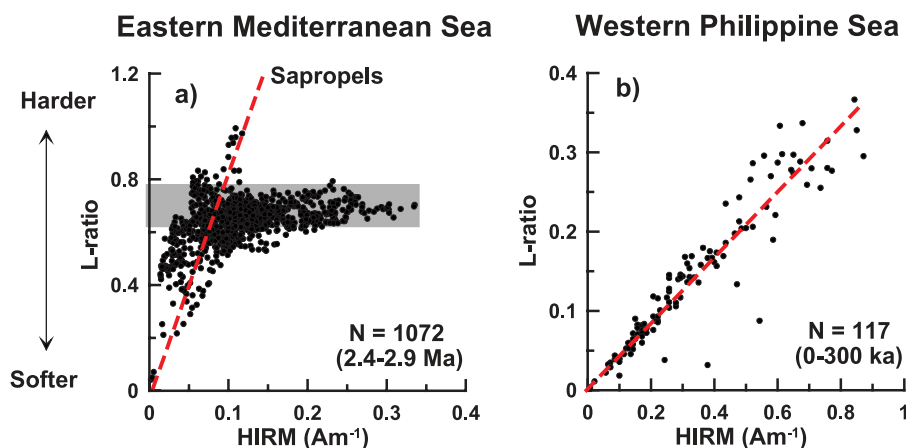 Eastern Mediterranean Sea
Western Philippine Sea
Harder
Softer
a)
Sapropels
L-ratio
1.2
0.8
0.4
0
N = 1072
(2.4-2.9 Ma)
0 0.1 0.2 0.3 0.4
HIRM (Am⁻¹)
b)
L-ratio
0.4
0.3
0.2
0.1
0
N = 117
(0-300 ka)
0 0.2 0.4 0.6 0.8 1
HIRM (Am⁻¹)